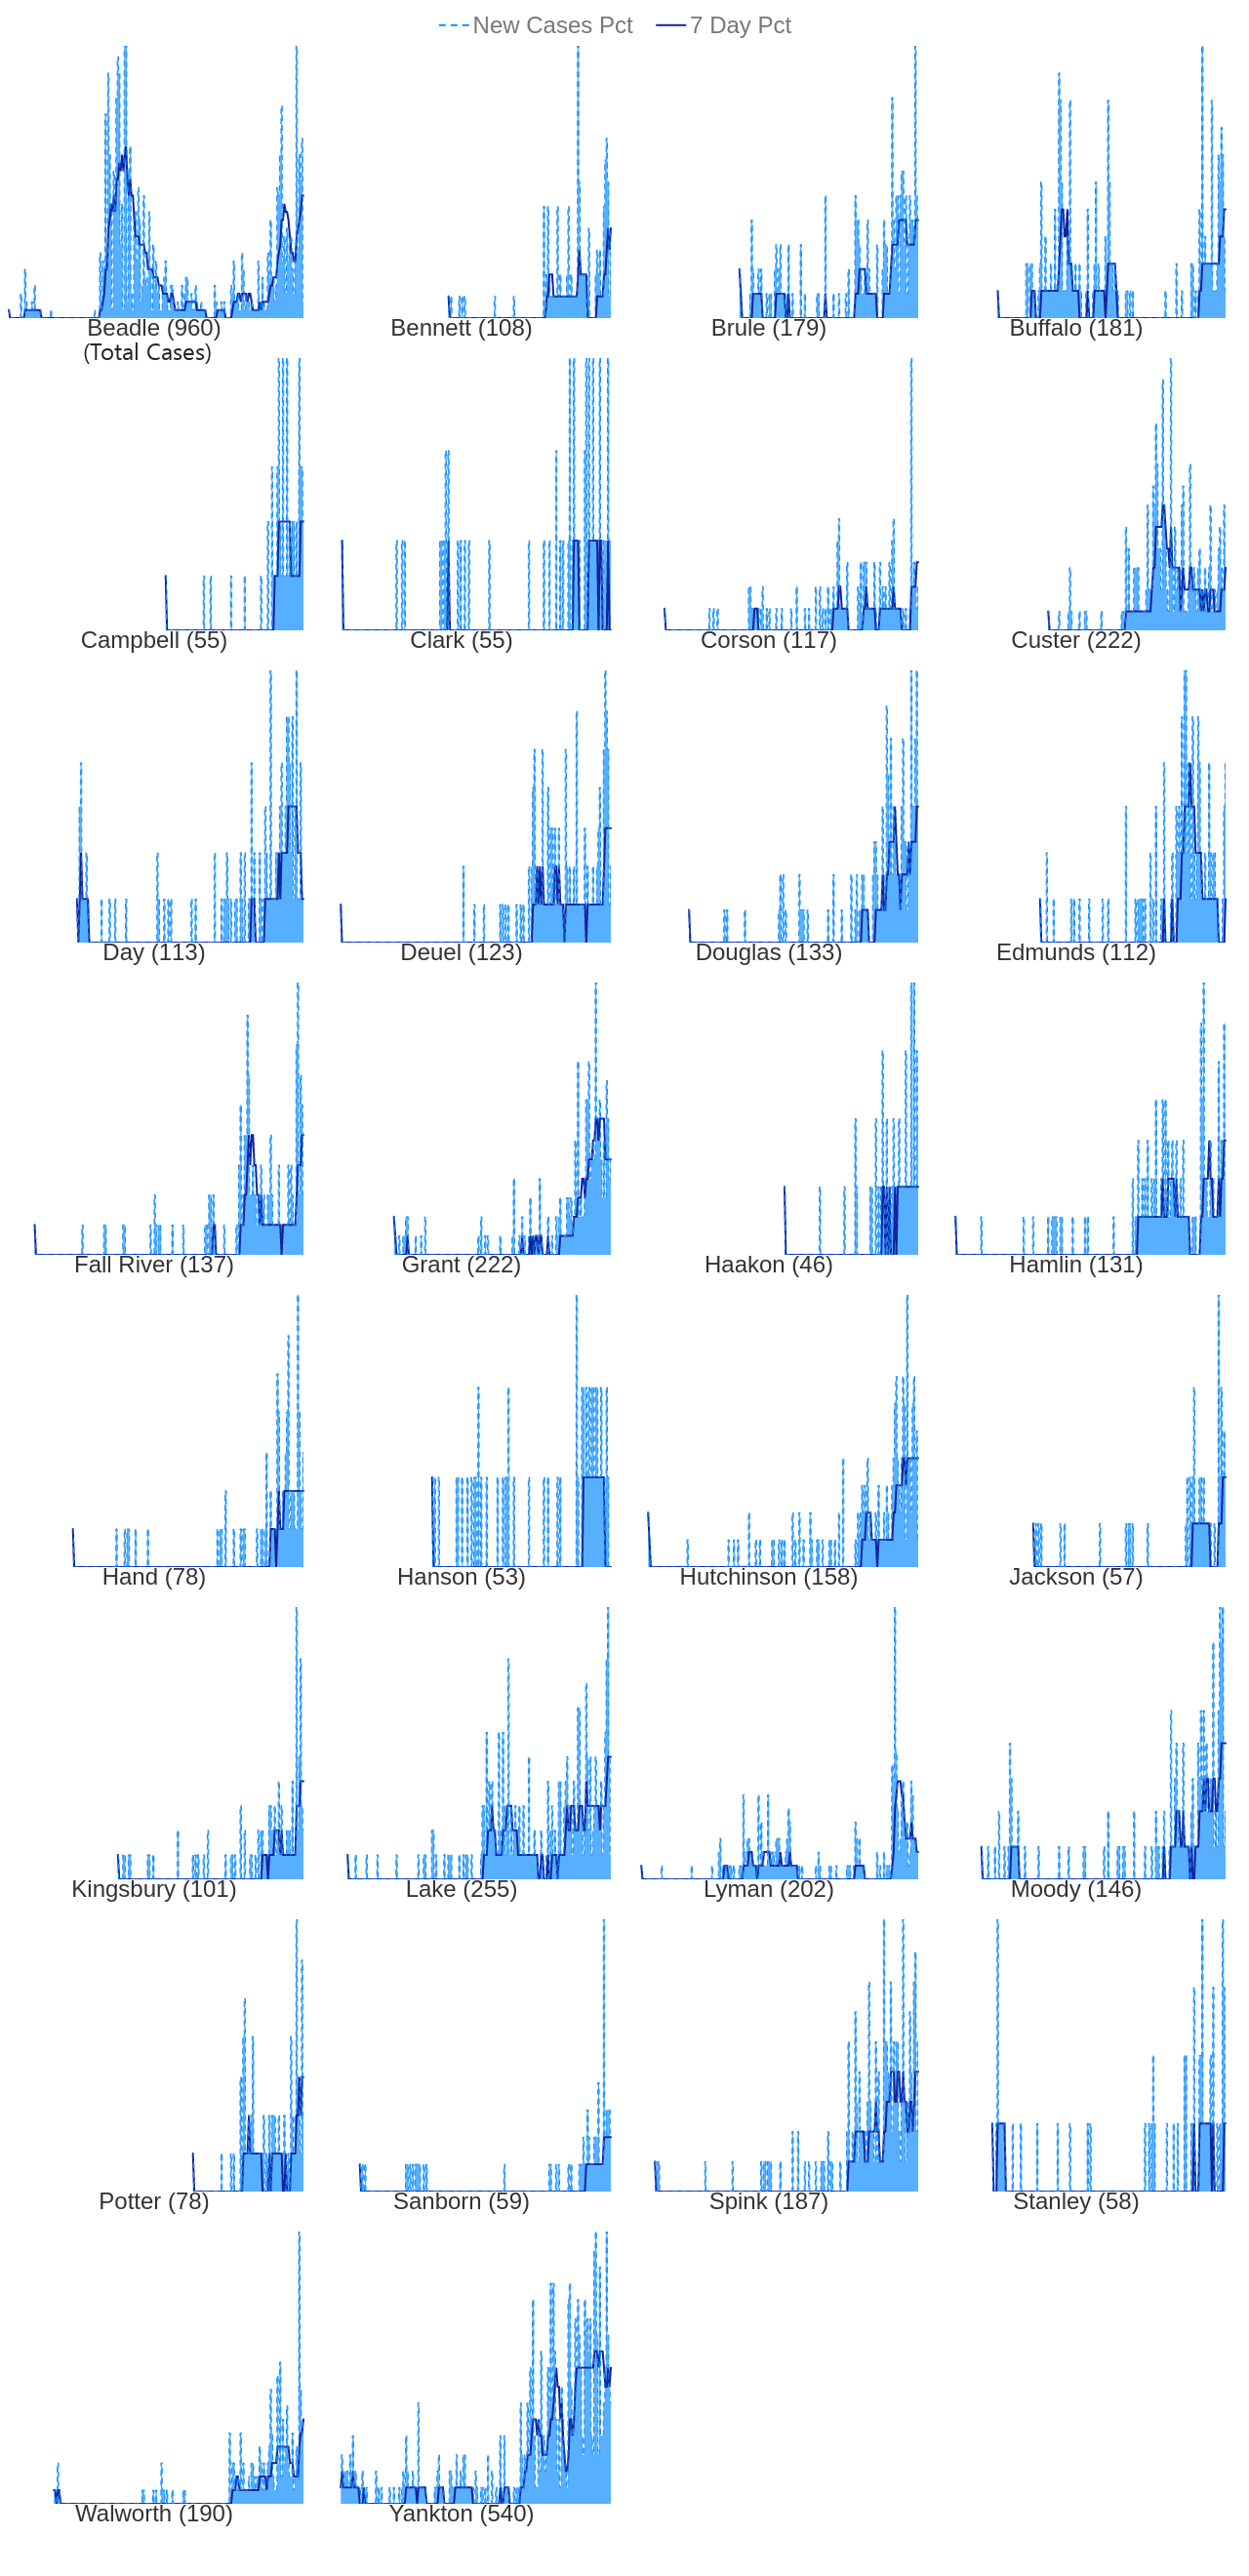 New Cases Pct 7 Day Pct
Beadle (960) Bennett (108) Brule (179) Buffalo (181)
(Total Cases)
Campbell (55) Clark (55) Corson (117) Custer (222)
Day (113) Deuel (123) Douglas (133) Edmunds (112)
Fall River (137) Grant (222) Haakon (46) Hamlin (131)
Hand (78) Hanson (53) Hutchinson (158) Jackson (57)
Kingsbury (101) Lake (255) Lyman (202) Moody (146)
Potter (78) Sanborn (59) Spink (187) Stanley (58)
Walworth (190) Yankton (540)